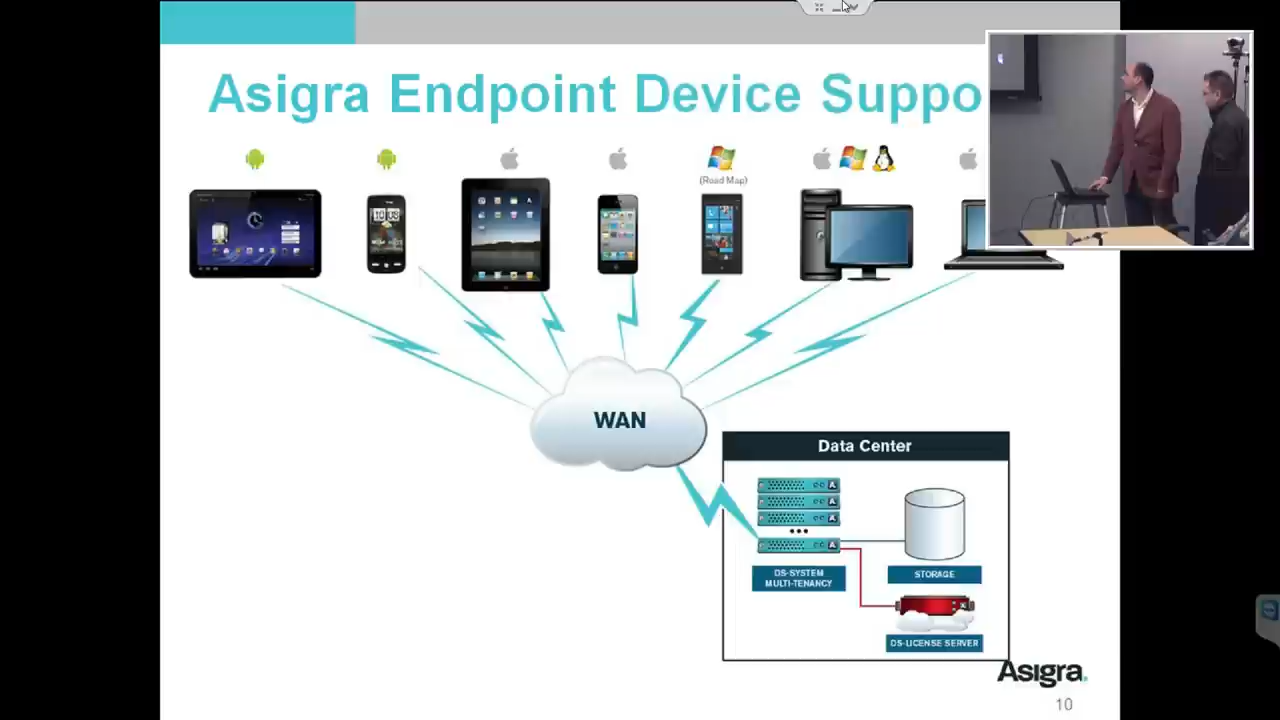 Asigra Endpoint Device Suppo
(Road Map)
WAN
Data Center
DS-SYSTEM
MULTI-TENANCY
STORAGE
DS-LICENSE SERVER
Asigra.
10